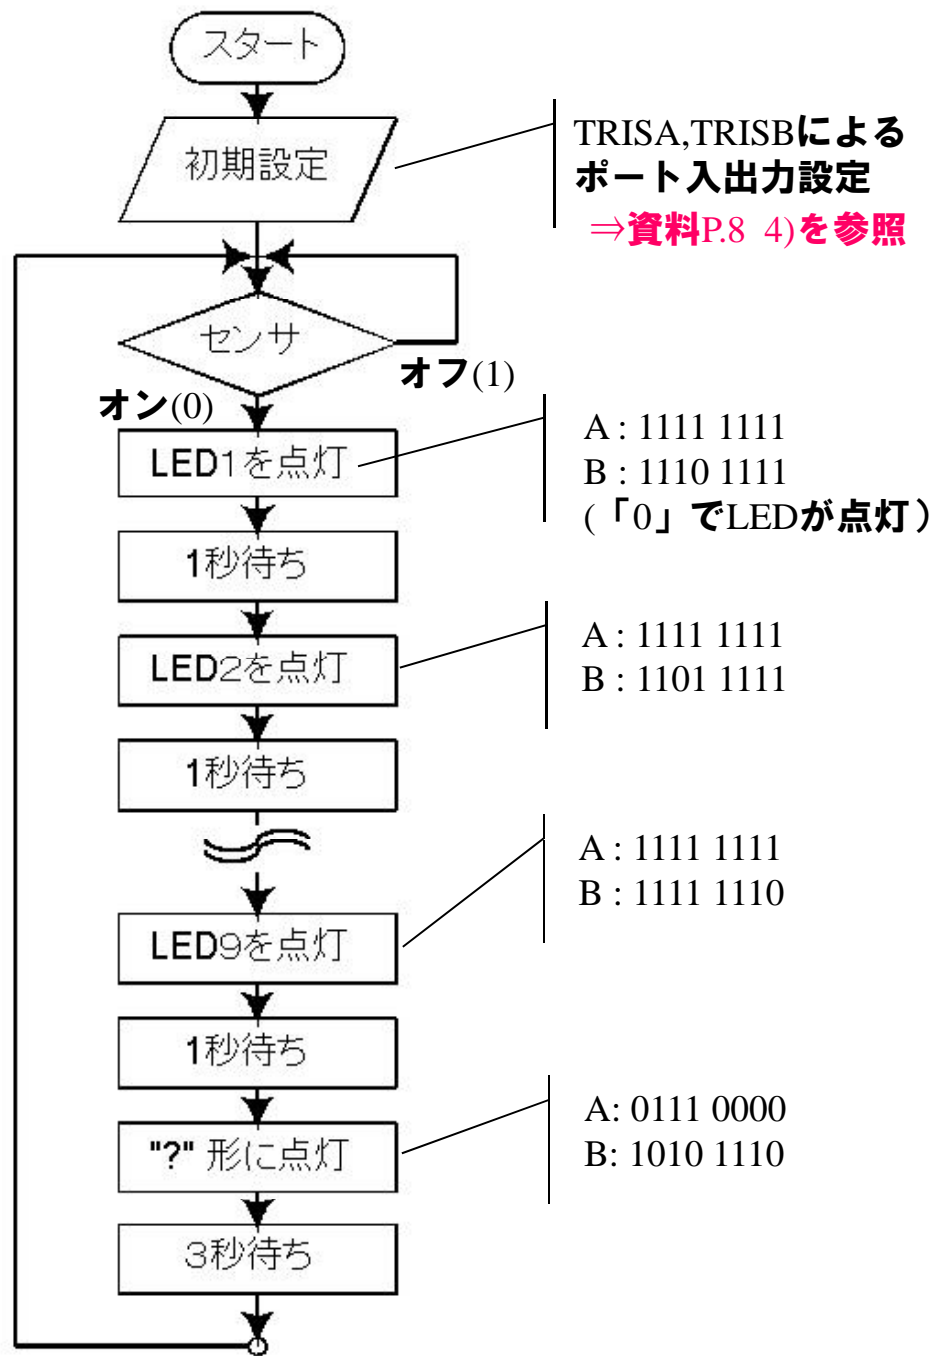 スタート
初期設定
TRISA,TRISBによる
ポート入出力設定
⇒資料P.8 4)を参照
センサ
オフ(1)
オン(0)
LED1を点灯
A : 1111 1111
B : 1110 1111
(「0」でLEDが点灯）
1秒待ち
LED2を点灯
A : 1111 1111
B : 1101 1111
1秒待ち
A : 1111 1111
B : 1111 1110
LED9を点灯
1秒待ち
A: 0111 0000
B: 1010 1110
"?" 形に点灯
3秒待ち